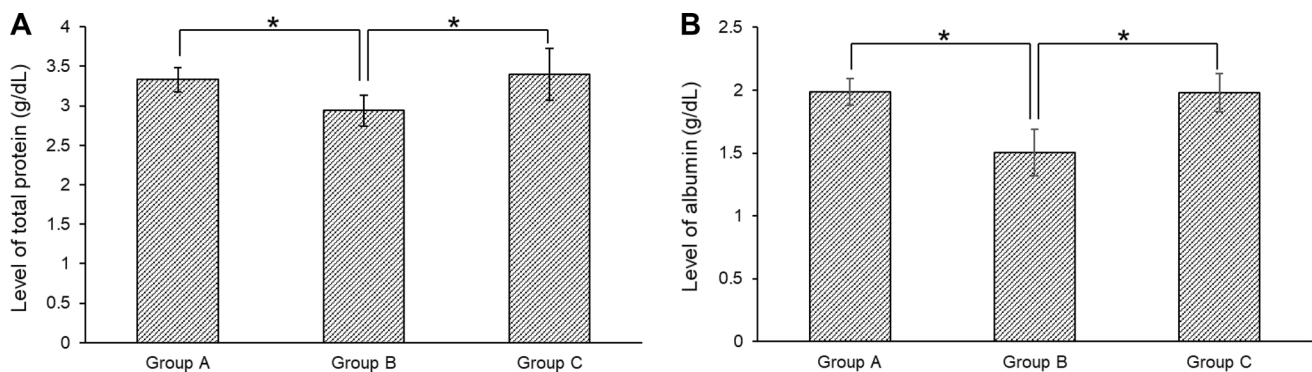 A
Level of total protein (g/dL)
4
3.5
3
2.5
2
1.5
1
0.5
0
*
*
Group A
Group B
Group C
B
Level of albumin (g/dL)
2.5
2
1.5
1
0.5
0
*
*
Group A
Group B
Group C